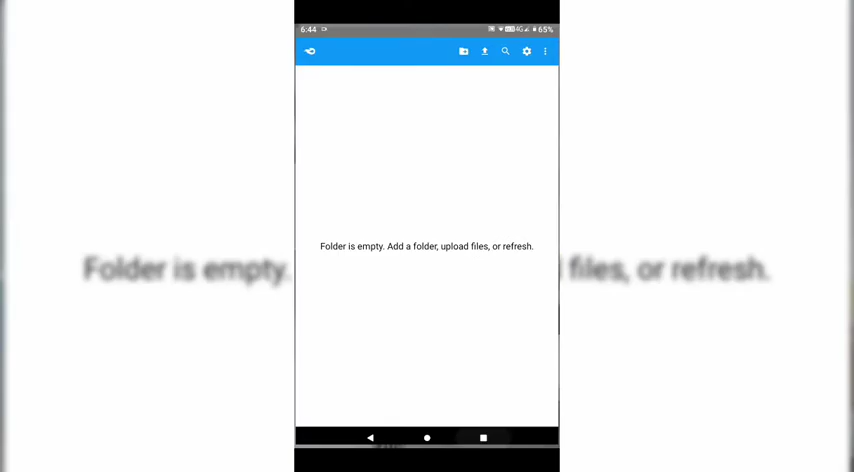 6:44
4G 65%
Folder is empty. Add a folder, upload files, or refresh.
Folder is empty. files, or refresh.